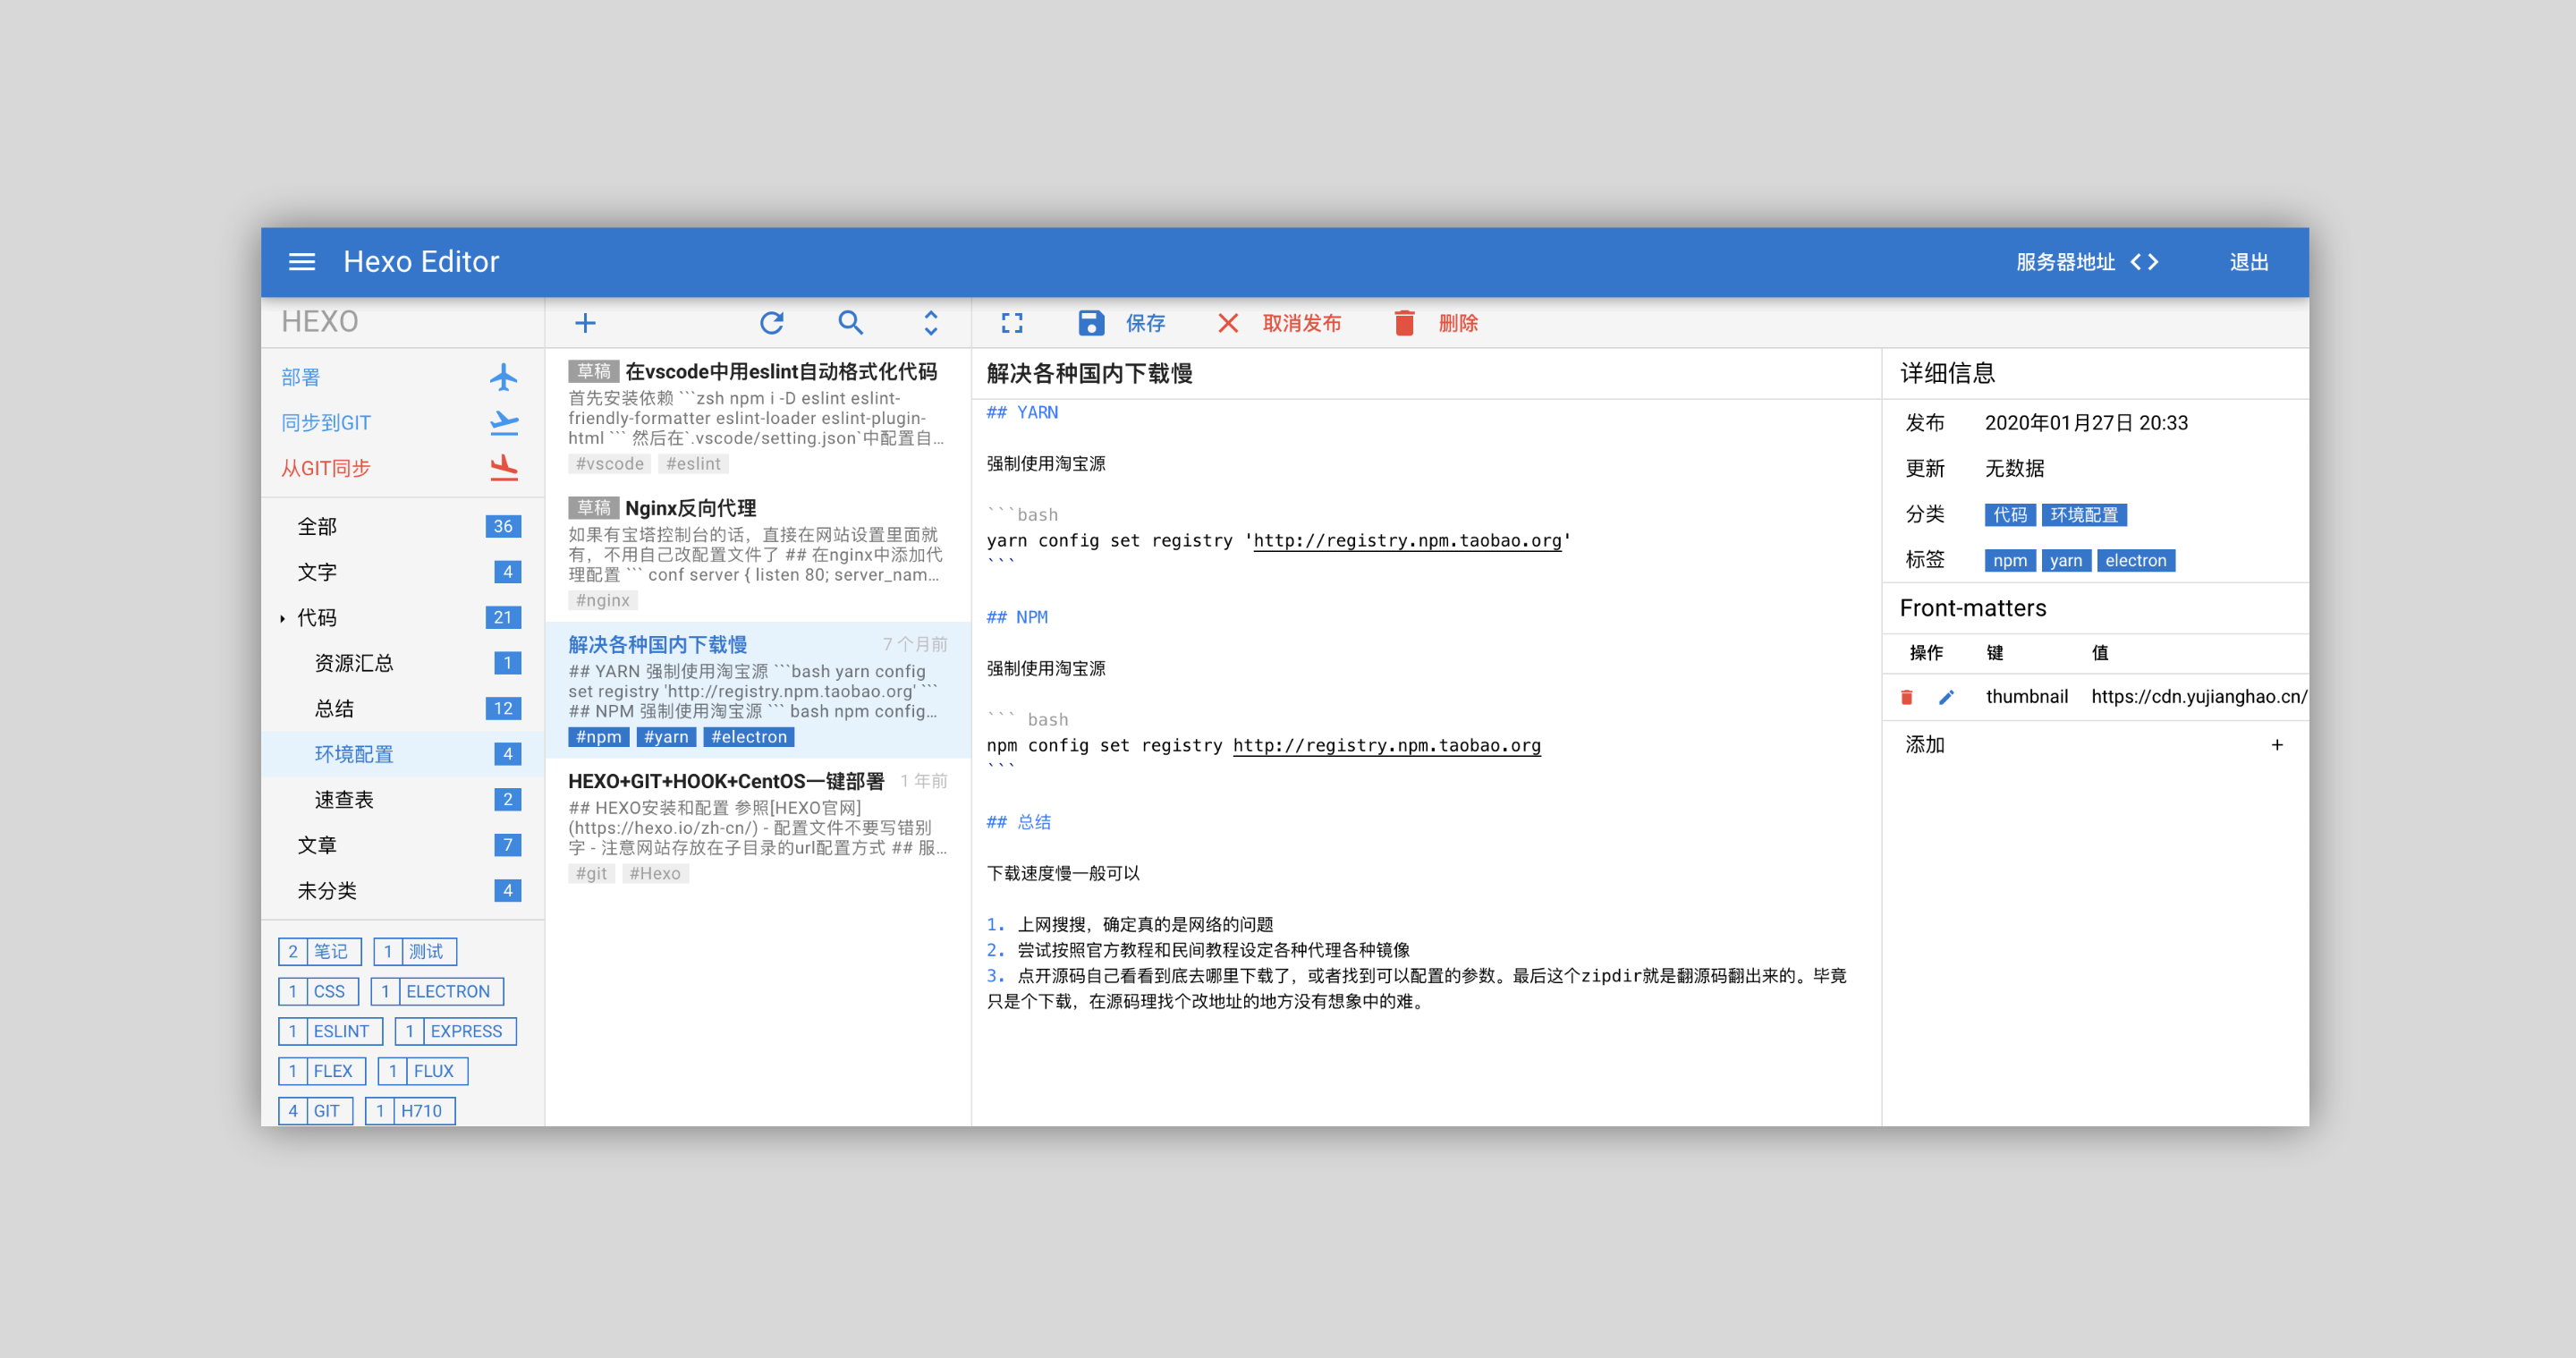 Hexo Editor
服务器地址
退出
HEXO
部署
同步到GIT
从GIT同步
全部 36
文字 4
代码 21
资源汇总 1
总结 12
环境配置 4
速查表 2
文章 7
未分类 4
2 笔记 1 测试
1 CSS 1 ELECTRON
1 ESLINT 1 EXPRESS
1 FLEX 1 FLUX
4 GIT 1 H710
草稿 在vscode中用eslint自动格式化代码
首先安装依赖 ```zsh npm i -D eslint eslint-
friendly-formatter eslint-loader eslint-plugin-
html ``` 然后在`.vscode/setting.json`中配置自...
#vscode #eslint
草稿 Nginx反向代理
如果有宝塔控制台的话，直接在网站设置里面就
有，不用自己改配置文件了 ## 在nginx中添加代
理配置 ``` conf server { listen 80; server_nam...
#nginx
解决各种国内下载慢 7 个月前
## YARN 强制使用淘宝源 ```bash yarn config
set registry 'http://registry.npm.taobao.org' ```
## NPM 强制使用淘宝源 ``` bash npm config...
#npm #yarn #electron
HEXO+GIT+HOOK+CentOS一键部署 1 年前
## HEXO安装和配置 参照[HEXO官网]
(https://hexo.io/zh-cn/) - 配置文件不要写错别
字 - 注意网站存放在子目录的url配置方式 ## 服...
#git #Hexo
保存 取消发布 删除
解决各种国内下载慢
## YARN
强制使用淘宝源
```bash
yarn config set registry 'http://registry.npm.taobao.org'
```
## NPM
强制使用淘宝源
``` bash
npm config set registry http://registry.npm.taobao.org
```
## 总结
下载速度慢一般可以
1. 上网搜搜，确定真的是网络的问题
2. 尝试按照官方教程和民间教程设定各种代理各种镜像
3. 点开源码自己看看到底去哪里下载了，或者找到可以配置的参数。最后这个zipdir就是翻源码翻出来的。毕竟
只是个下载，在源码理找个改地址的地方没有想象中的难。
详细信息
发布 2020年01月27日 20:33
更新 无数据
分类 代码 环境配置
标签 npm yarn electron
Front-matters
操作 键 值
thumbnail https://cdn.yujianghao.cn/
添加 +